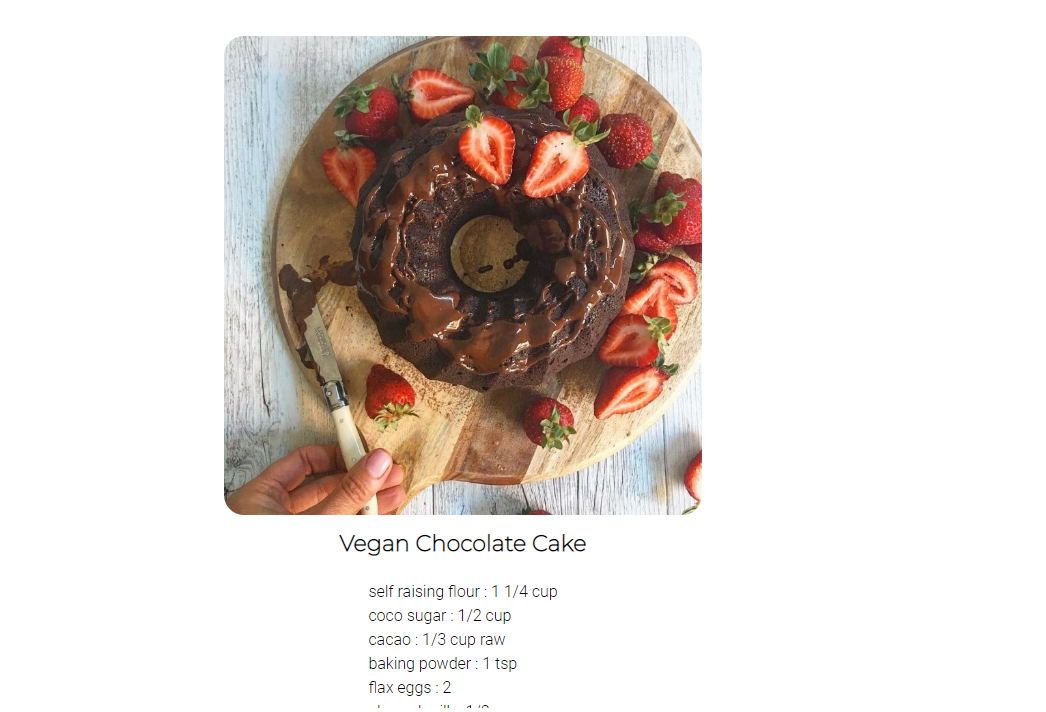 Vegan Chocolate Cake
self raising flour : 1 1/4 cup
coco sugar : 1/2 cup
cacao : 1/3 cup raw
baking powder : 1 tsp
flax eggs : 2